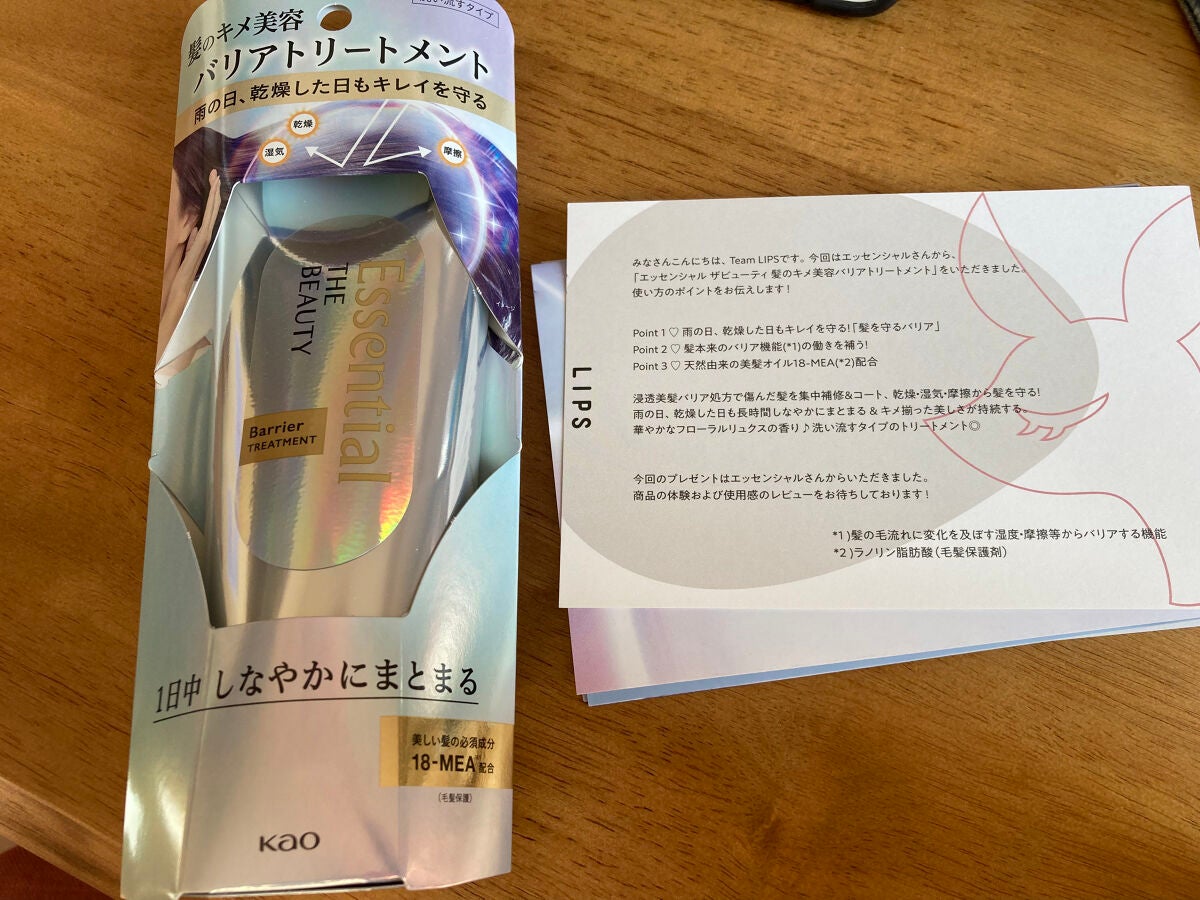 洗い流すタイプ
髪のキメ美容
バリアトリートメント
雨の日、乾燥した日もキレイを守る
乾燥
湿気
摩擦
イメージ
Essential
THE
BEAUTY
Barrier
TREATMENT
1日中 しなやかにまとまる
美しい髪の必須成分
18-MEA 配合
(毛髪保護)
Kao
LIPS
みなさんこんにちは、Team LIPSです。今回はエッセンシャルさんから、
「エッセンシャル ザビューティ 髪のキメ美容バリアトリートメント」をいただきました。
使い方のポイントをお伝えします!
Point 1 ♡ 雨の日、乾燥した日もキレイを守る!「髪を守るバリア」
Point 2 ♡ 髪本来のバリア機能(*1)の働きを補う!
Point 3 ♡ 天然由来の美髪オイル18-MEA(*2)配合
浸透美髪バリア処方で傷んだ髪を集中補修&コート、乾燥・湿気・摩擦から髪を守る!
雨の日、乾燥した日も長時間しなやかにまとまる & キメ揃った美しさが持続する。
華やかなフローラルリュクスの香り♪洗い流すタイプのトリートメント◎
今回のプレゼントはエッセンシャルさんからいただきました。
商品の体験および使用感のレビューをお待ちしております!
*1)髪の毛流れに変化を及ぼす湿度・摩擦等からバリアする機能
*2)ラノリン脂肪酸(毛髪保護剤)